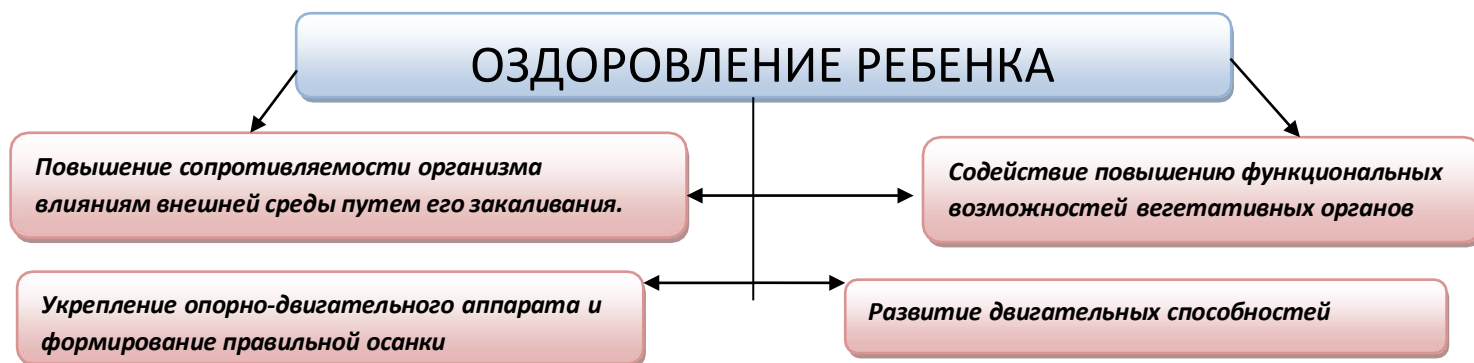 ОЗДОРОВЛЕНИЕ РЕБЕНКА
Повышение сопротивляемости организма
влияниям внешней среды путем его закаливания.
Содействие повышению функциональных
возможностей вегетативных органов
Укрепление опорно-двигательного аппарата и
формирование правильной осанки
Развитие двигательных способностей